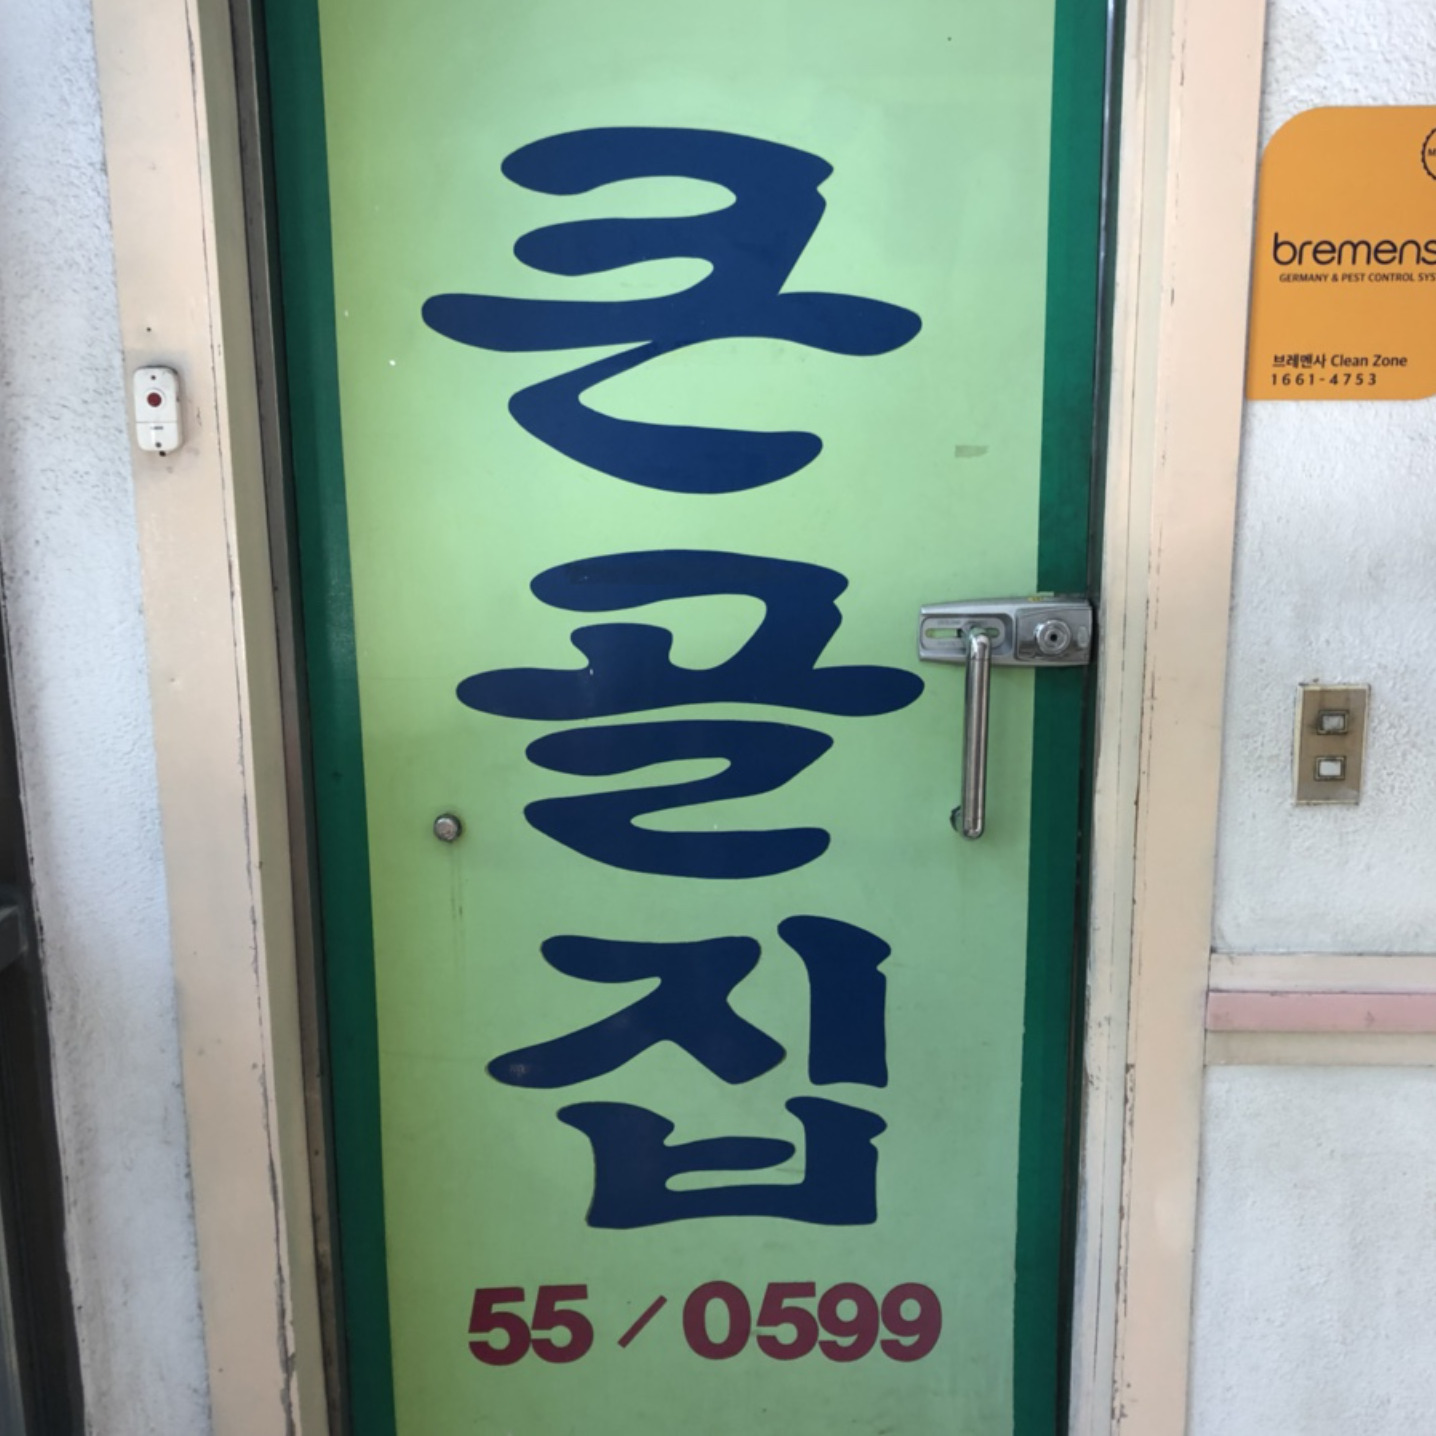 큰
골
집
55/0599
bremens
GERMANY & PEST CONTROL SYS
브레멘사 Clean Zone
1661-4753